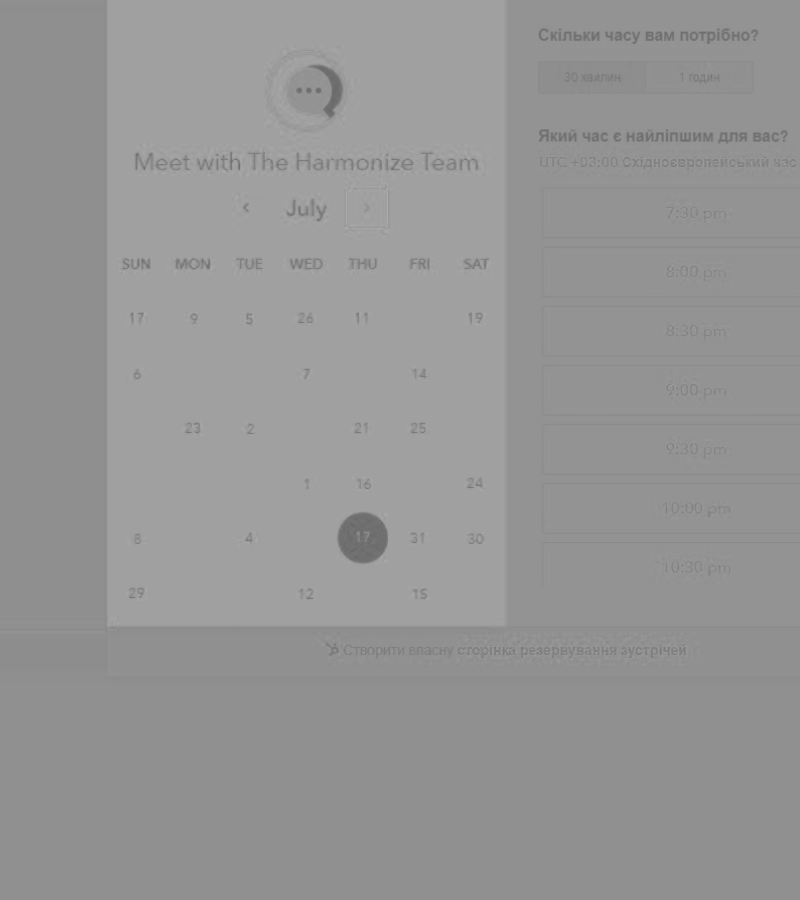 Meet with The Harmonize Team
July
SUN MON TUE WED THU FRI SAT
17 9 5 26 11 19
6 7 14
23 2 21 25
1 16 24
8 4 17 31 30
29 12 15
Скільки часу вам потрібно?
30 хвилин 1 годин
Який час є найліпшим для вас?
UTC +03:00 Східноєвропейський час
7:30 pm
8:00 pm
8:30 pm
9:00 pm
9:30 pm
10:00 pm
10:30 pm
Створити власну сторінка резервування зустрічей